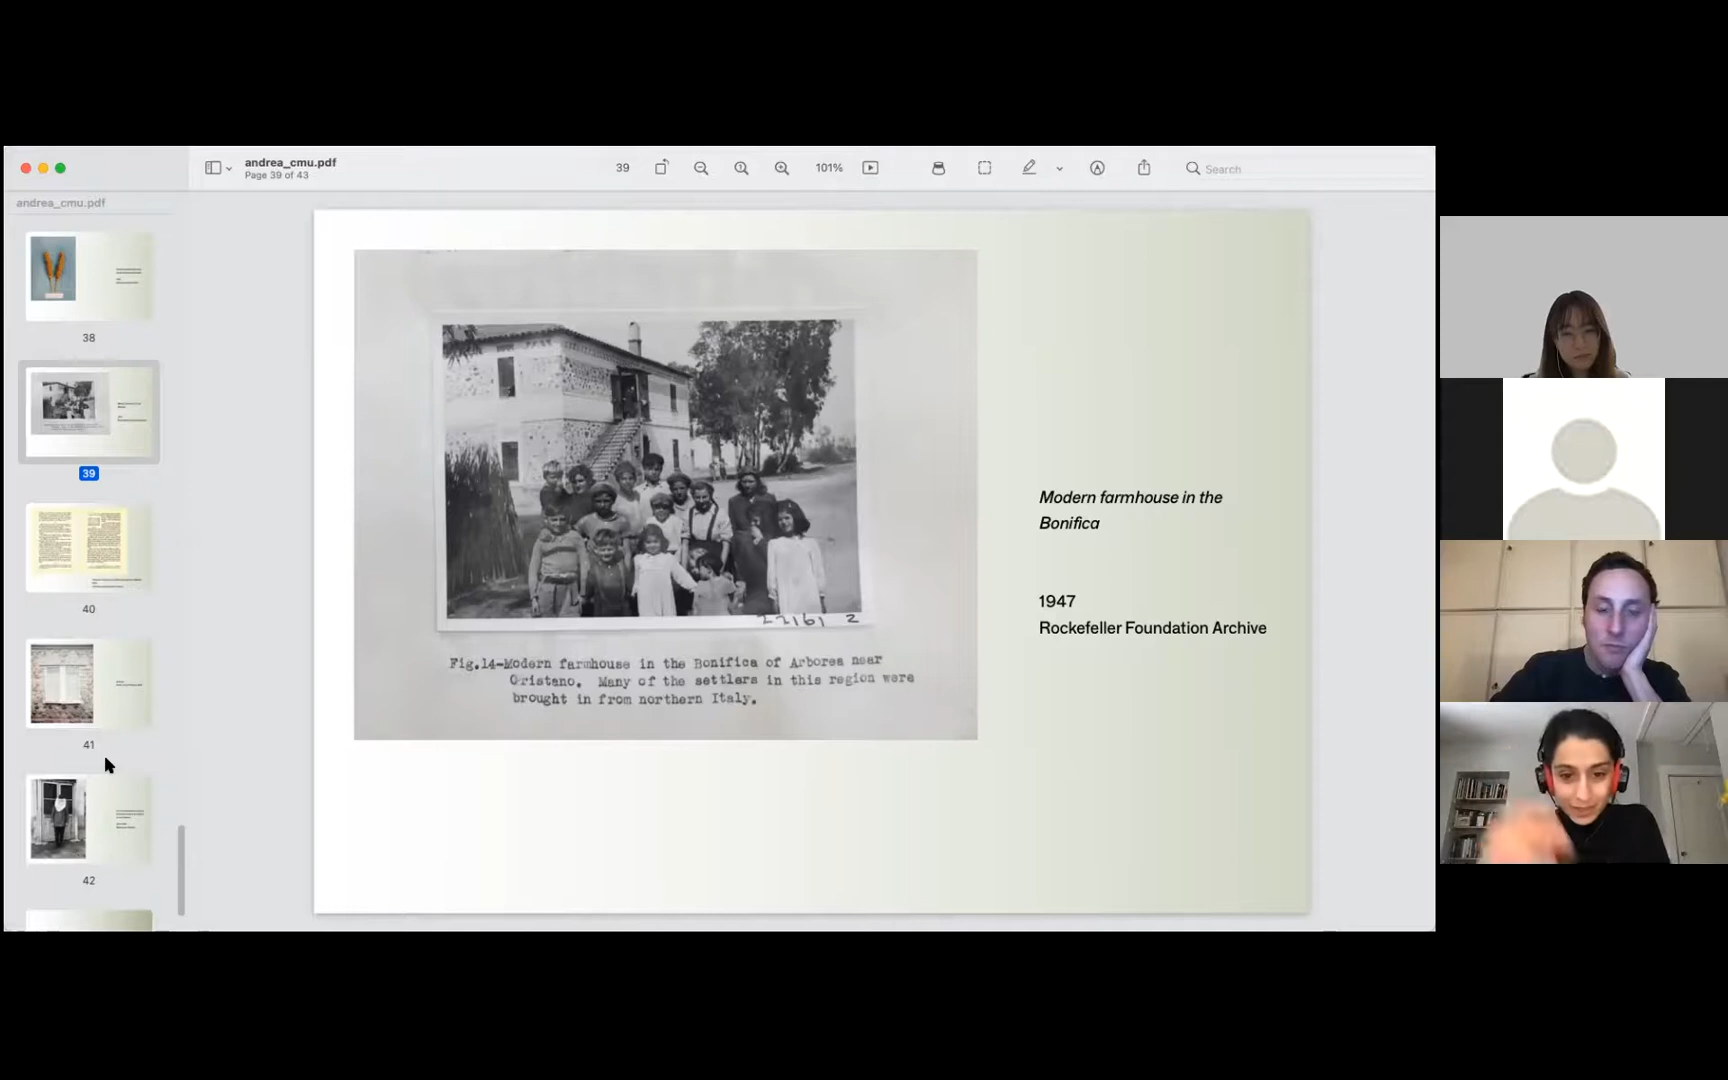 andrea_cmu.pdf
Page 39 of 43
39
101%
Search
andrea_cmu.pdf
38
39
40
41
42
22161 2
Fig.14-Modern farmhouse in the Bonifica of Arborea near
Oristano. Many of the settlers in this region were
brought in from northern Italy.
Modern farmhouse in the
Bonifica
1947
Rockefeller Foundation Archive